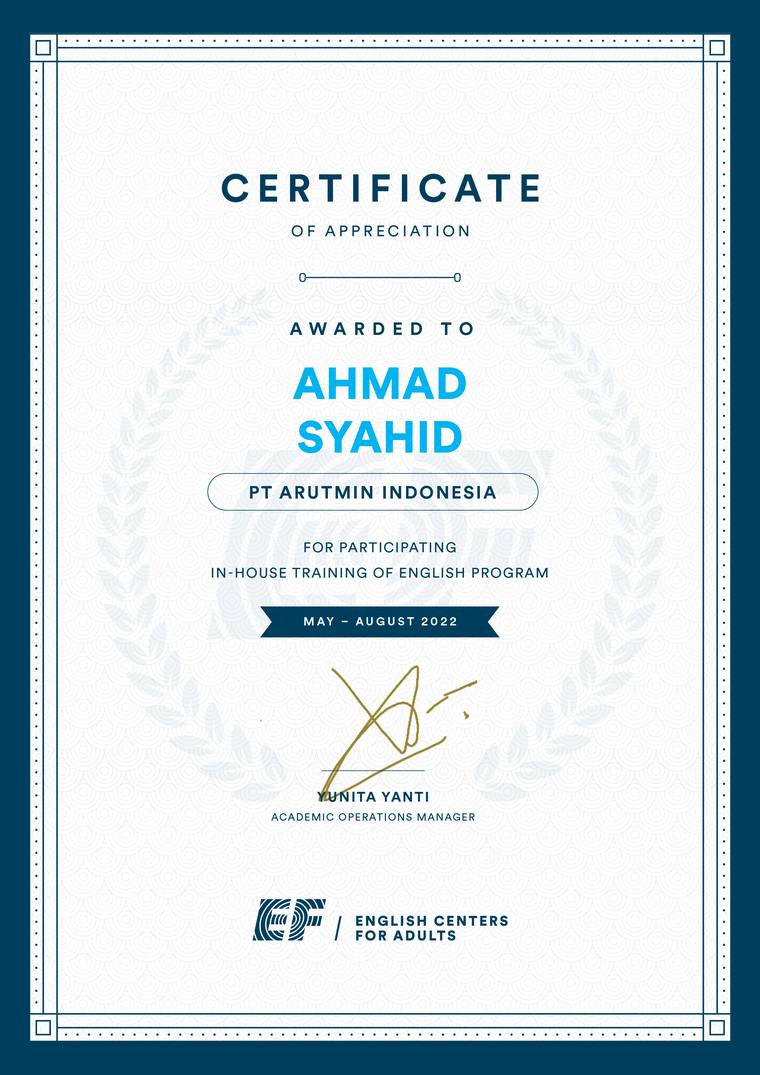 CERTIFICATE
OF APPRECIATION
AWARDED TO
AHMAD
SYAHID
PT ARUTMIN INDONESIA
FOR PARTICIPATING
IN-HOUSE TRAINING OF ENGLISH PROGRAM
MAY – AUGUST 2022
YUNITA YANTI
ACADEMIC OPERATIONS MANAGER
EF / ENGLISH CENTERS
FOR ADULTS